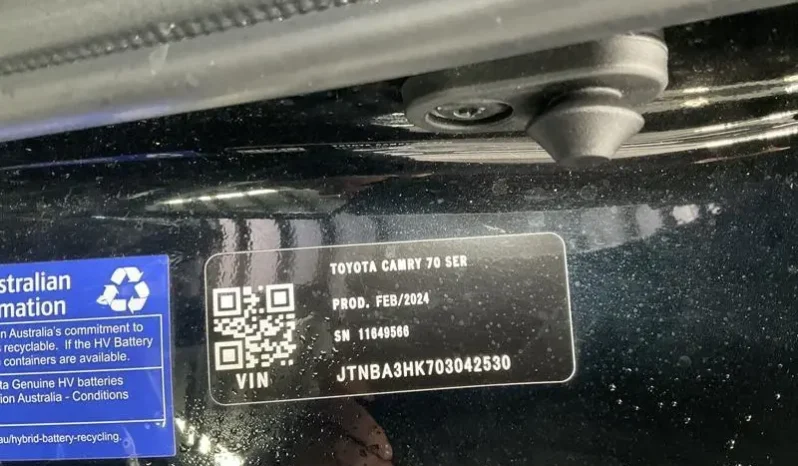 stralian
mation
n Australia's commitment to
recyclable. If the HV Battery
containers are available.
ta Genuine HV batteries
ion Australia - Conditions
au/hybrid-battery-recycling.
TOYOTA CAMRY 70 SER
PROD. FEB/2024
SN 11649566
VIN
JTNBA3HK703042530